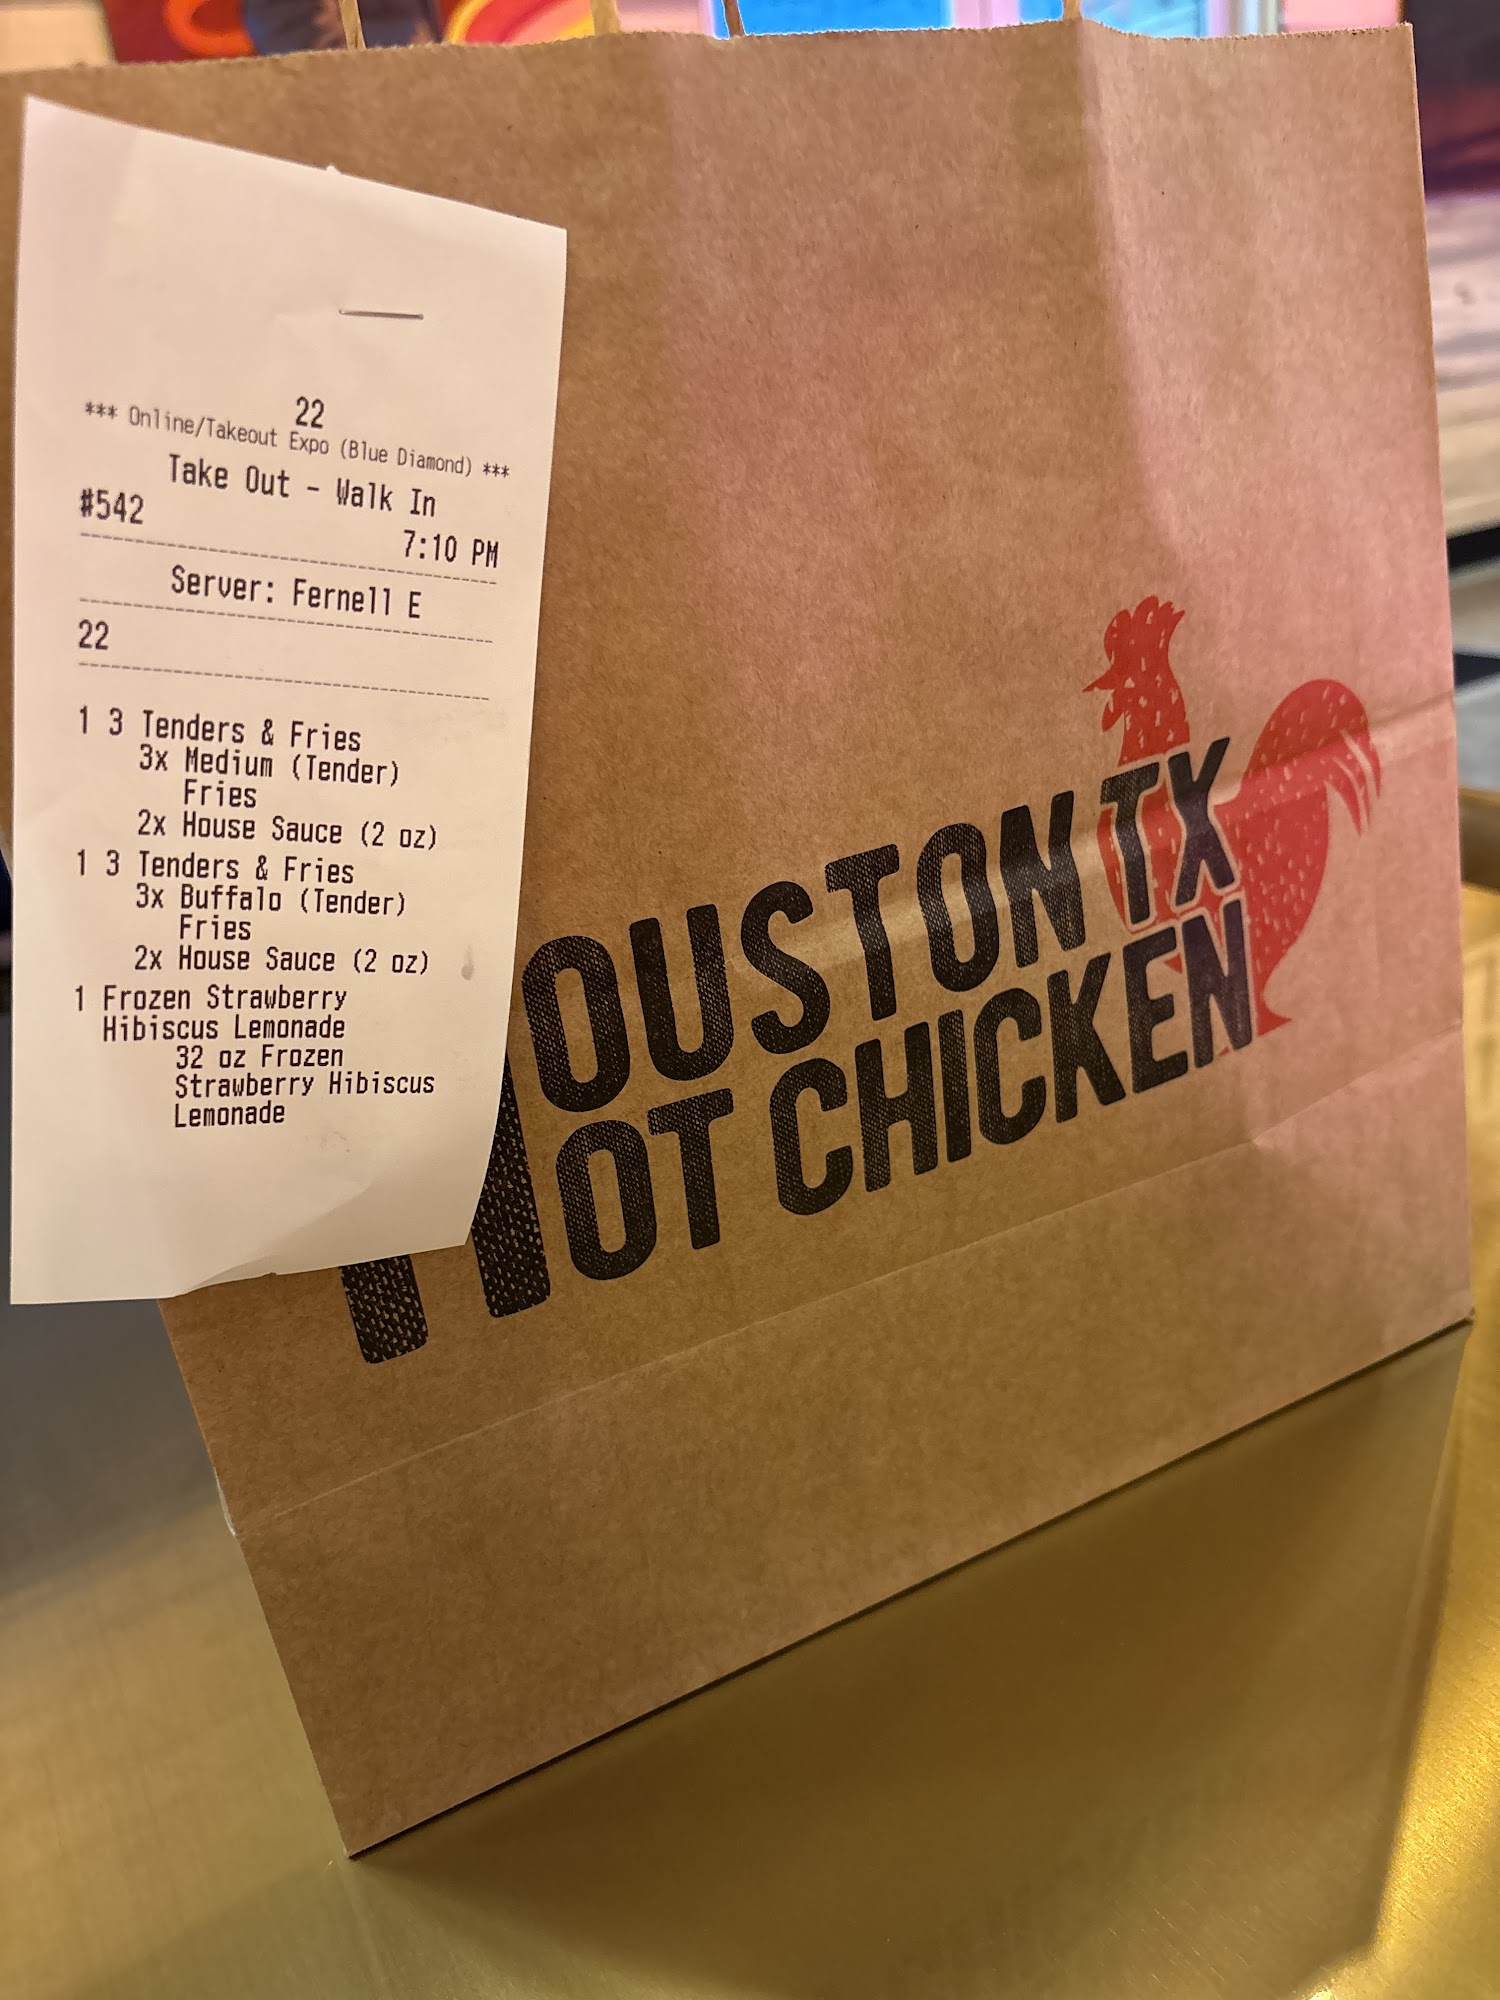 22
*** Online/Takeout Expo (Blue Diamond) ***
Take Out - Walk In
#542
7:10 PM
Server: Fernell E
22
1 3 Tenders & Fries
3x Medium (Tender)
Fries
2x House Sauce (2 oz)
1 3 Tenders & Fries
3x Buffalo (Tender)
Fries
2x House Sauce (2 oz)
1 Frozen Strawberry
Hibiscus Lemonade
32 oz Frozen
Strawberry Hibiscus
Lemonade
HOUSTON TX
HOT CHICKEN